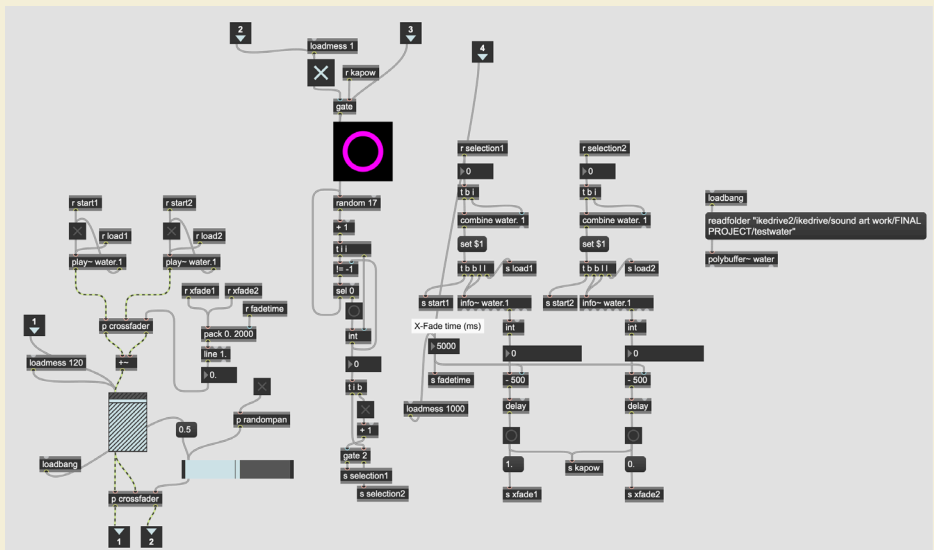 2
3
loadmess 1
4
r kapow
gate
r selection1
r selection2
0
0
t b i
t b i
r start1
r start2
random 17
loadbang
combine water. 1
combine water. 1
readfolder "ikedrive2/ikedrive/sound art work/FINAL
PROJECT/testwater"
+ 1
r load1
r load2
set $1
set $1
t i i
play~ water.1
play~ water.1
polybuffer~ water
!= -1
t b b l l
s load1
t b b l l
s load2
r xfade1
r xfade2
sel 0
s start1
info~ water.1
s start2
info~ water.1
r fadetime
1
p crossfader
X-Fade time (ms)
int
int
pack 0. 2000
int
5000
line 1.
0
0
loadmess 120
+~
0
0.
s fadetime
- 500
- 500
t i b
loadmess 1000
delay
delay
p randompan
0.5
+ 1
gate 2
loadbang
1.
s kapow
0.
s selection1
p crossfader
s selection2
s xfade1
s xfade2
1
2